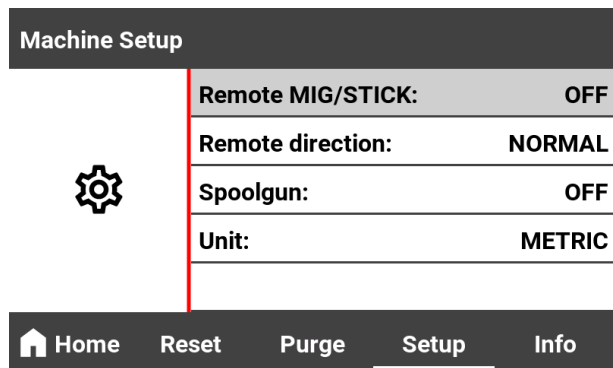 Machine Setup
Remote MIG/STICK: OFF
Remote direction: NORMAL
Spoolgun: OFF
Unit: METRIC
Home Reset Purge Setup Info